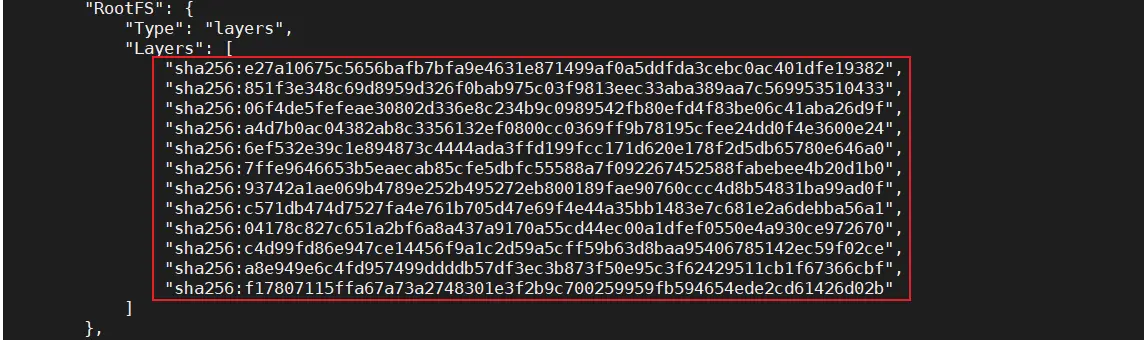 "RootFS": {
"Type": "layers",
"Layers": [
"sha256:e27a10675c5656bafb7bfa9e4631e871499af0a5ddfda3cebc0ac401dfe19382",
"sha256:851f3e348c69d8959d326f0bab975c03f9813eec33aba389aa7c569953510433",
"sha256:06f4de5fefeae30802d336e8c234b9c0989542fb80efd4f83be06c41aba26d9f",
"sha256:a4d7b0ac04382ab8c3356132ef0800cc0369ff9b78195cfee24dd0f4e3600e24",
"sha256:6ef532e39c1e894873c4444ada3ffd199fcc171d620e178f2d5db65780e646a0",
"sha256:7ffe9646653b5eaecab85cfe5dbfc55588a7f092267452588fabebee4b20d1b0",
"sha256:93742a1ae069b4789e252b495272eb800189fae90760ccc4d8b54831ba99ad0f",
"sha256:c571db474d7527fa4e761b705d47e69f4e44a35bb1483e7c681e2a6debba56a1",
"sha256:04178c827c651a2bf6a8a437a9170a55cd44ec00a1dfef0550e4a930ce972670",
"sha256:c4d99fd86e947ce14456f9a1c2d59a5cff59b63d8baa95406785142ec59f02ce",
"sha256:a8e949e6c4fd957499ddddb57df3ec3b873f50e95c3f62429511cb1f67366cbf",
"sha256:f17807115ffa67a73a2748301e3f2b9c700259959fb594654ede2cd61426d02b"
]
},